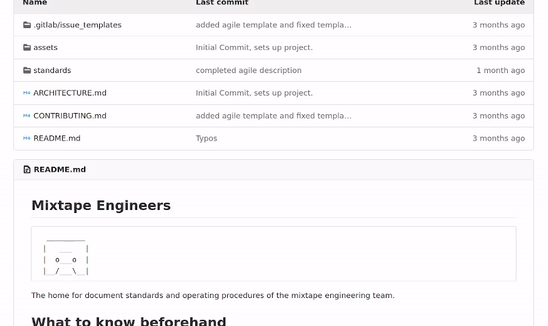 Name Last commit Last update
.gitlab/issue_templates added agile template and fixed templa... 3 months ago
assets Initial Commit, sets up project. 3 months ago
standards completed agile description 1 month ago
ARCHITECTURE.md Initial Commit, sets up project. 3 months ago
CONTRIBUTING.md added agile template and fixed templa... 3 months ago
README.md Typos 3 months ago
README.md
Mixtape Engineers
 _________
|   ___   |
|  o___o  |
|__/___\__|
The home for document standards and operating procedures of the mixtape engineering team.
What to know beforehand